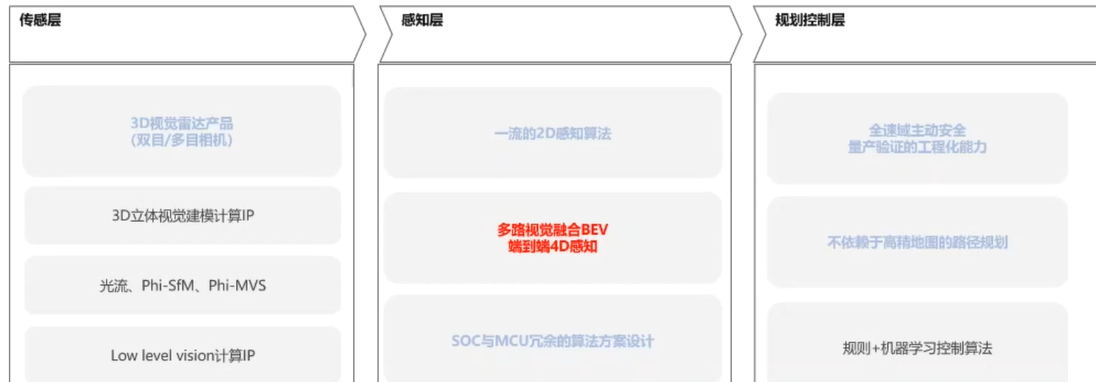 传感层
3D视觉雷达产品
（双目/多目相机）
3D立体视觉建模计算IP
光流、Phi-SfM、Phi-MVS
Low level vision计算IP
感知层
一流的2D感知算法
多路视觉融合BEV
端到端4D感知
SOC与MCU冗余的算法方案设计
规划控制层
全速域主动安全
量产验证的工程化能力
不依赖于高精地图的路径规划
规则+机器学习控制算法